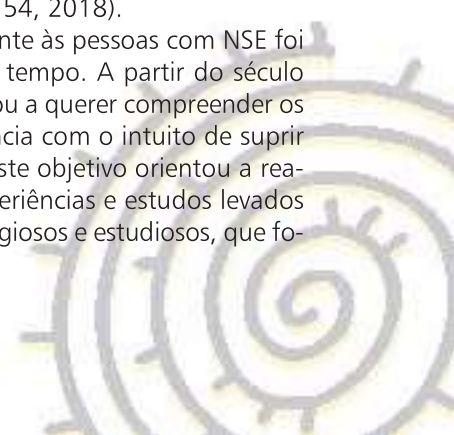 54, 2018).
nte às pessoas com NSE foi
tempo. A partir do século
ou a querer compreender os
ncia com o intuito de suprir
ste objetivo orientou a rea-
eriências e estudos levados
giosos e estudiosos, que fo-